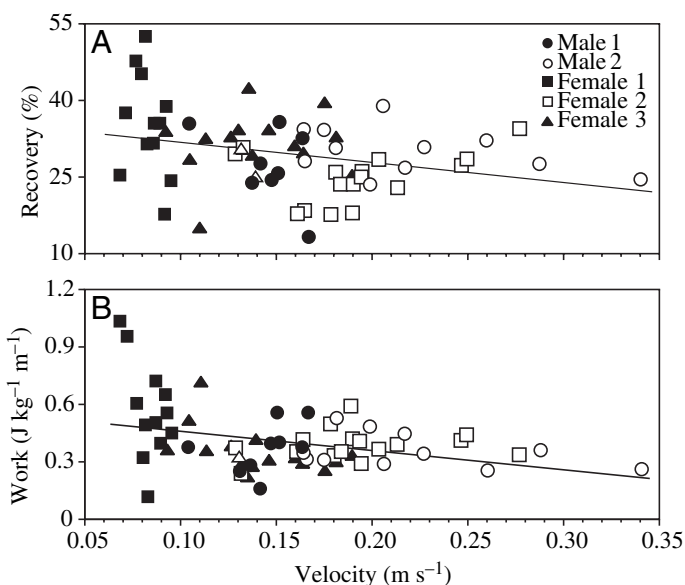 A
55
40
25
10
Recovery (%)
Male 1
Male 2
Female 1
Female 2
Female 3
B
1.2
0.9
0.6
0.3
0
Work (J kg⁻¹ m⁻¹)
0.05 0.10 0.15 0.20 0.25 0.30 0.35
Velocity (m s⁻¹)